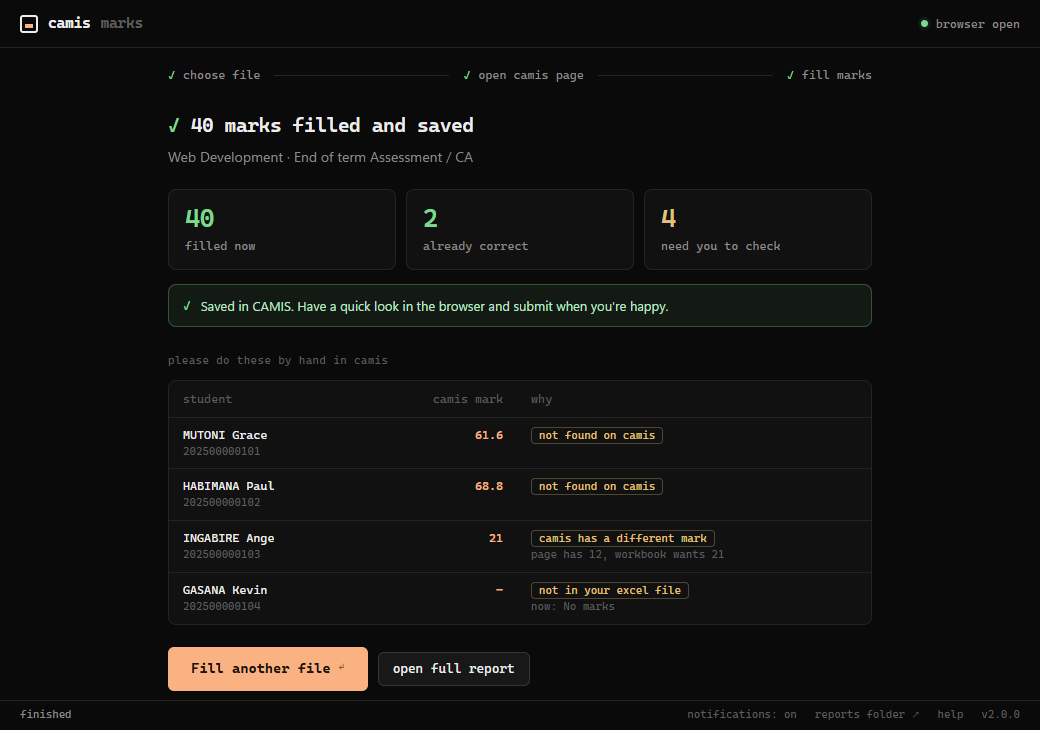 camis marks
browser open
✓ choose file
✓ open camis page
✓ fill marks
✓ 40 marks filled and saved
Web Development · End of term Assessment / CA
40
filled now
2
already correct
4
need you to check
✓ Saved in CAMIS. Have a quick look in the browser and submit when you're happy.
please do these by hand in camis
student camis mark why
MUTONI Grace 61.6 not found on camis
202500000101
HABIMANA Paul 68.8 not found on camis
202500000102
INGABIRE Ange 21 camis has a different mark
202500000103 page has 12, workbook wants 21
GASANA Kevin – not in your excel file
202500000104 now: No marks
Fill another file ⏎
open full report
finished
notifications: on reports folder ↗ help v2.0.0